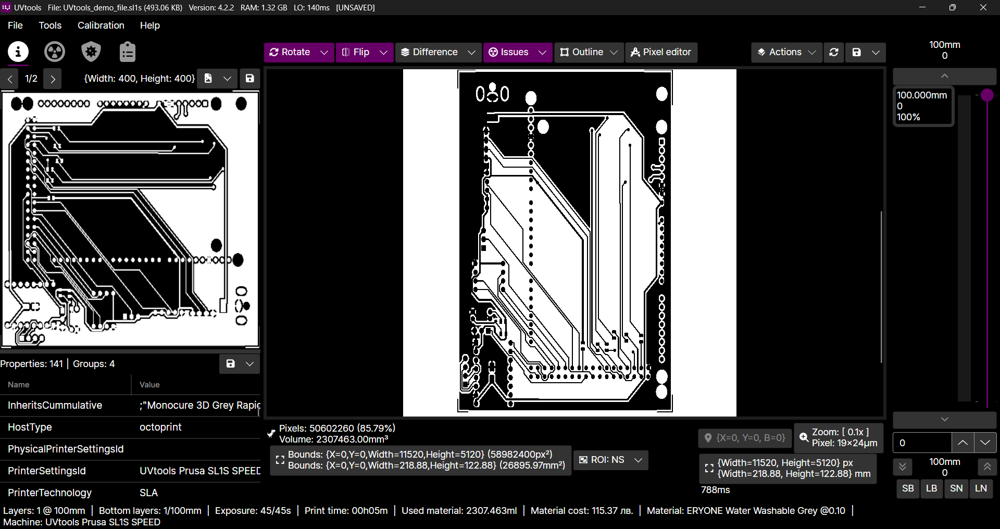 UVtools File: UVtools_demo_file.sl1s (493.06 KB) Version: 4.2.2 RAM: 1.32 GB LO: 140ms [UNSAVED]
File Tools Calibration Help
Rotate Flip Difference Issues Outline Pixel editor Actions
100mm
0
1/2 {Width: 400, Height: 400}
100.000mm
0
100%
Properties: 141 | Groups: 4
Name Value
InheritsCummulative ;"Monocure 3D Grey Rapid
HostType octoprint
PhysicalPrinterSettingsId
PrinterSettingsId UVtools Prusa SL1S SPEED
PrinterTechnology SLA
Pixels: 50602260 (85.79%)
Volume: 2307463.00mm³
Bounds: {X=0,Y=0,Width=11520,Height=5120} (58982400px²)
Bounds: {X=0,Y=0,Width=218.88,Height=122.88} (26895.97mm²)
ROI: NS
{X=0, Y=0, B=0}
Zoom: [ 0.1x ]
Pixel: 19×24µm
{Width=11520, Height=5120} px
{Width=218.88, Height=122.88} mm
788ms
0
100mm
0
SB LB SN LN
Layers: 1 @ 100mm | Bottom layers: 1/100mm | Exposure: 45/45s | Print time: 00h05m | Used material: 2307.463ml | Material cost: 115.37 лв. | Material: ERYONE Water Washable Grey @0.10 |
Machine: UVtools Prusa SL1S SPEED